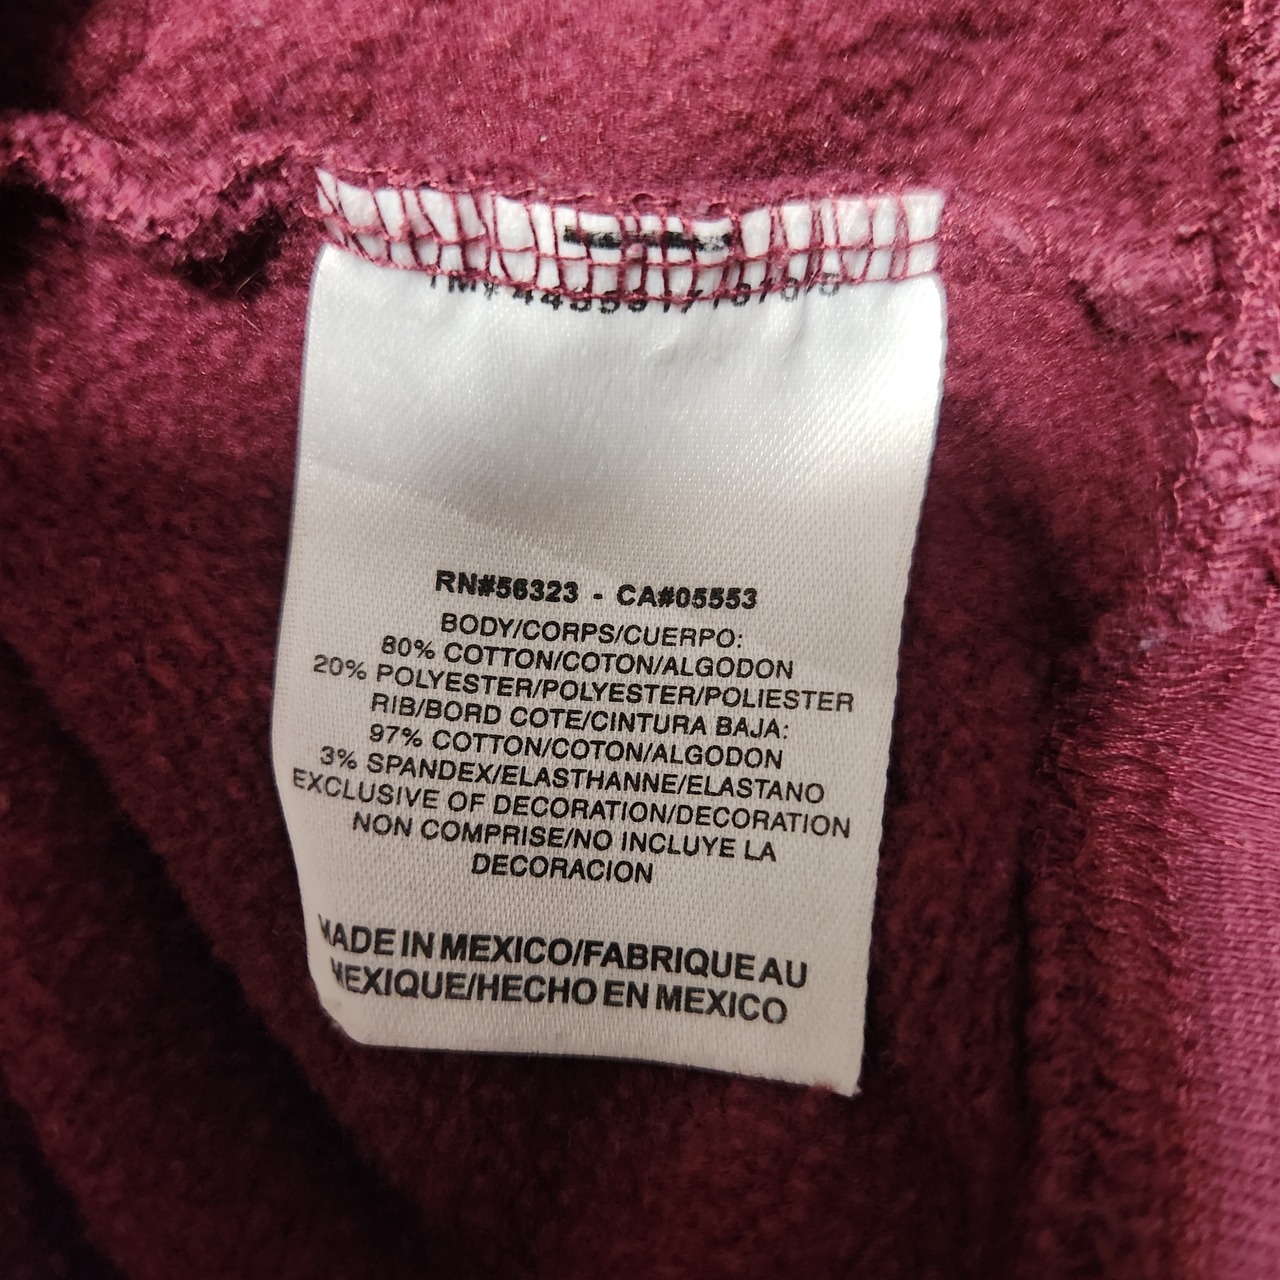 RN#56323 - CA#05553
BODY/CORPS/CUERPO:
80% COTTON/COTON/ALGODON
20% POLYESTER/POLYESTER/POLIESTER
RIB/BORD COTE/CINTURA BAJA:
97% COTTON/COTON/ALGODON
3% SPANDEX/ELASTHANNE/ELASTANO
EXCLUSIVE OF DECORATION/DECORATION
NON COMPRISE/NO INCLUYE LA
DECORACION
MADE IN MEXICO/FABRIQUE AU
MEXIQUE/HECHO EN MEXICO